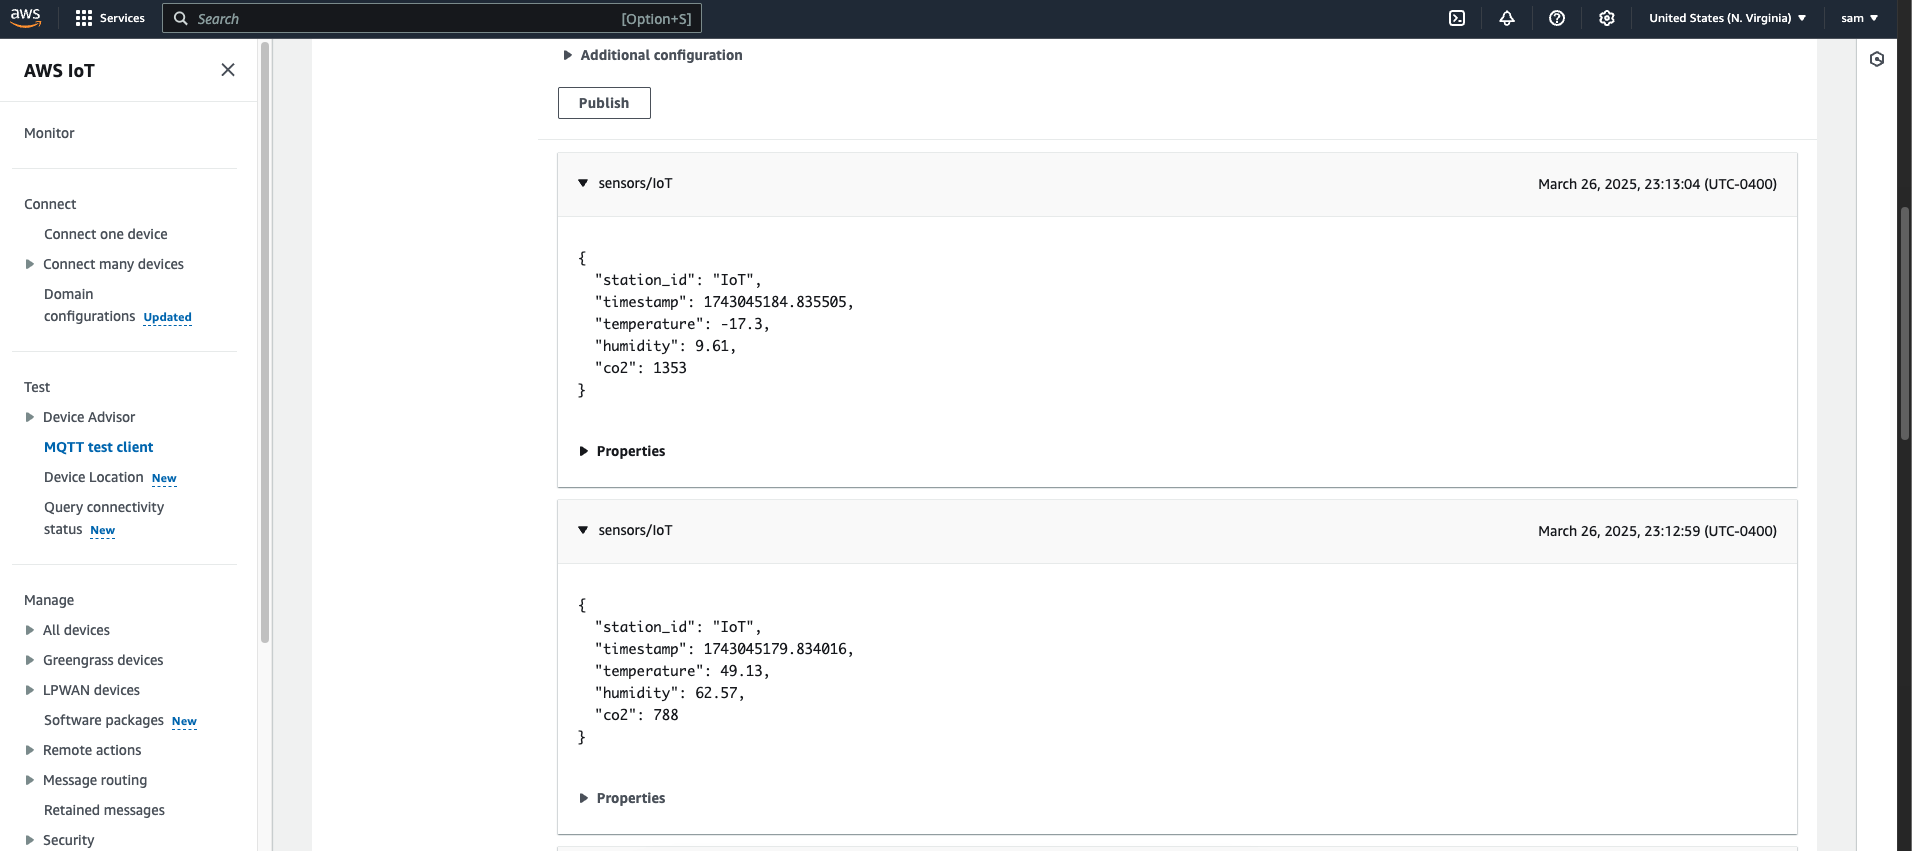 aws
Services
Search
[Option+S]
United States (N. Virginia)
sam
AWS IoT
Monitor
Connect
Connect one device
Connect many devices
Domain
configurations Updated
Test
Device Advisor
MQTT test client
Device Location New
Query connectivity
status New
Manage
All devices
Greengrass devices
LPWAN devices
Software packages New
Remote actions
Message routing
Retained messages
Security
Additional configuration
Publish
sensors/IoT
March 26, 2025, 23:13:04 (UTC-0400)
{
"station_id": "IoT",
"timestamp": 1743045184.835505,
"temperature": -17.3,
"humidity": 9.61,
"co2": 1353
}
Properties
sensors/IoT
March 26, 2025, 23:12:59 (UTC-0400)
{
"station_id": "IoT",
"timestamp": 1743045179.834016,
"temperature": 49.13,
"humidity": 62.57,
"co2": 788
}
Properties